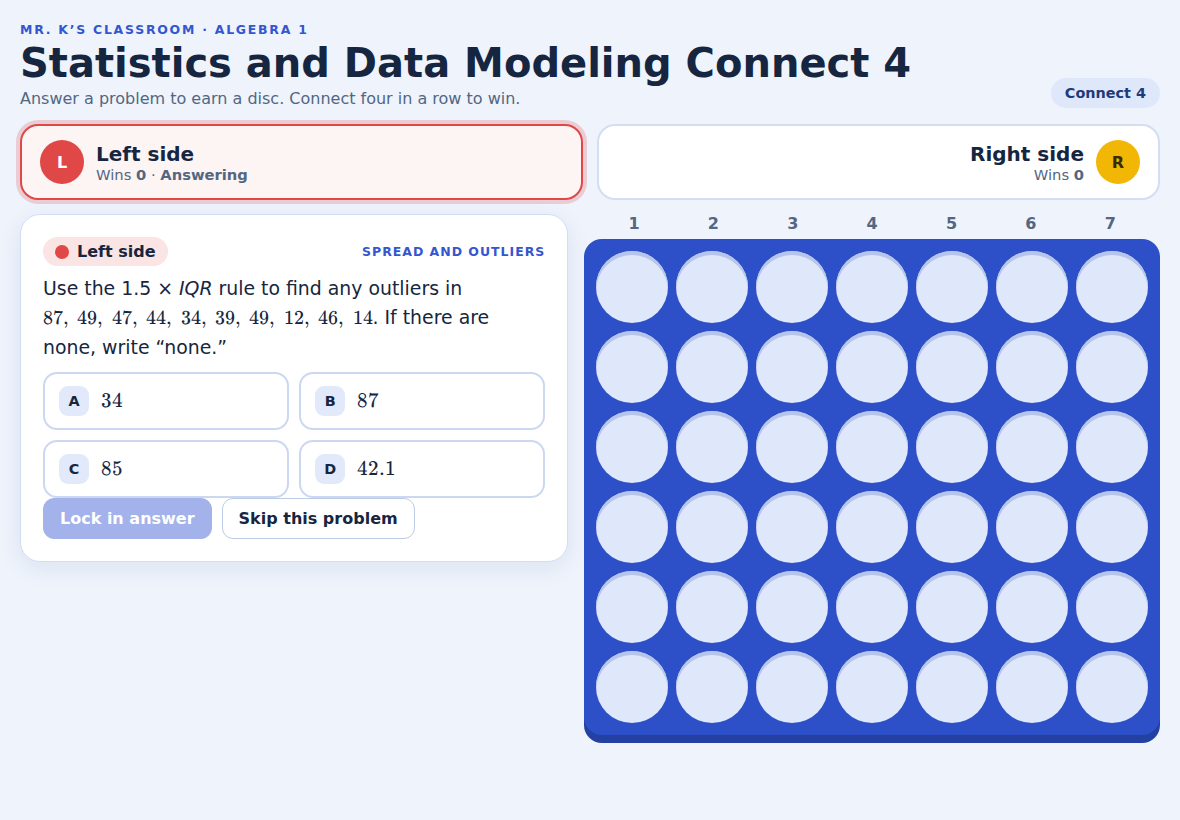 MR. K’S CLASSROOM · ALGEBRA 1
Statistics and Data Modeling Connect 4
Answer a problem to earn a disc. Connect four in a row to win.
Connect 4
L
Left side
Wins 0 · Answering
Right side
Wins 0
R
Left side
SPREAD AND OUTLIERS
Use the 1.5 × IQR rule to find any outliers in
87, 49, 47, 44, 34, 39, 49, 12, 46, 14. If there are
none, write “none.”
A 34
B 87
C 85
D 42.1
Lock in answer
Skip this problem
1 2 3 4 5 6 7